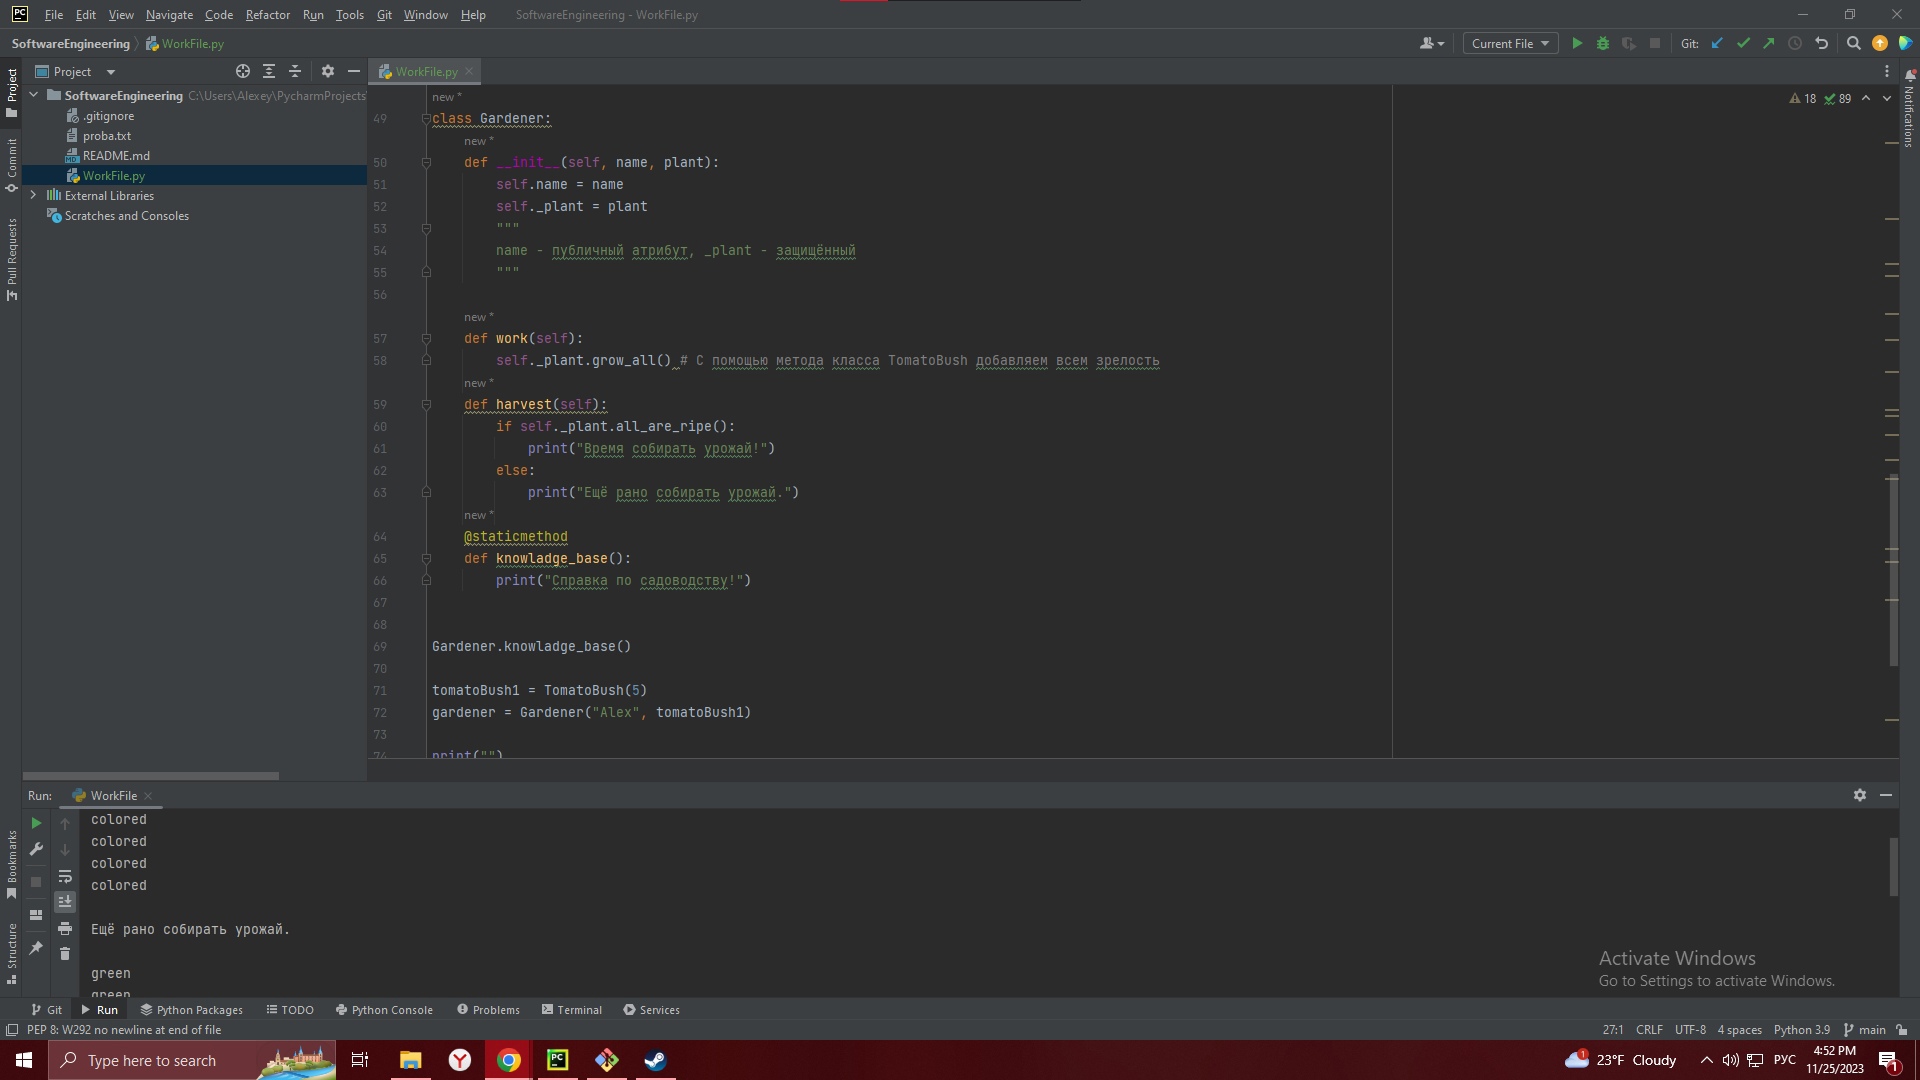 PC File Edit View Navigate Code Refactor Run Tools Git Window Help SoftwareEngineering - WorkFile.py
SoftwareEngineering WorkFile.py Current File Git:
Project WorkFile.py
SoftwareEngineering C:\Users\Alexey\PycharmProjects
.gitignore
proba.txt
README.md
WorkFile.py
External Libraries
Scratches and Consoles
Project
Commit
Pull Requests
Bookmarks
Structure
Notifications
18 89
new *
49 class Gardener:
new *
50 def __init__(self, name, plant):
51 self.name = name
52 self._plant = plant
53 """
54 name - публичный атрибут, _plant - защищённый
55 """
56
new *
57 def work(self):
58 self._plant.grow_all() # С помощью метода класса TomatoBush добавляем всем зрелость
new *
59 def harvest(self):
60 if self._plant.all_are_ripe():
61 print("Время собирать урожай!")
62 else:
63 print("Ещё рано собирать урожай.")
new *
64 @staticmethod
65 def knowladge_base():
66 print("Справка по садоводству!")
67
68
69 Gardener.knowladge_base()
70
71 tomatoBush1 = TomatoBush(5)
72 gardener = Gardener("Alex", tomatoBush1)
73
74 print("")
Run: WorkFile
colored
colored
colored
colored
Ещё рано собирать урожай.
green
green
Activate Windows
Go to Settings to activate Windows.
Git Run Python Packages TODO Python Console Problems Terminal Services
PEP 8: W292 no newline at end of file 27:1 CRLF UTF-8 4 spaces Python 3.9 main
Type here to search PC 1 23°F Cloudy РУС 4:52 PM 1
11/25/2023